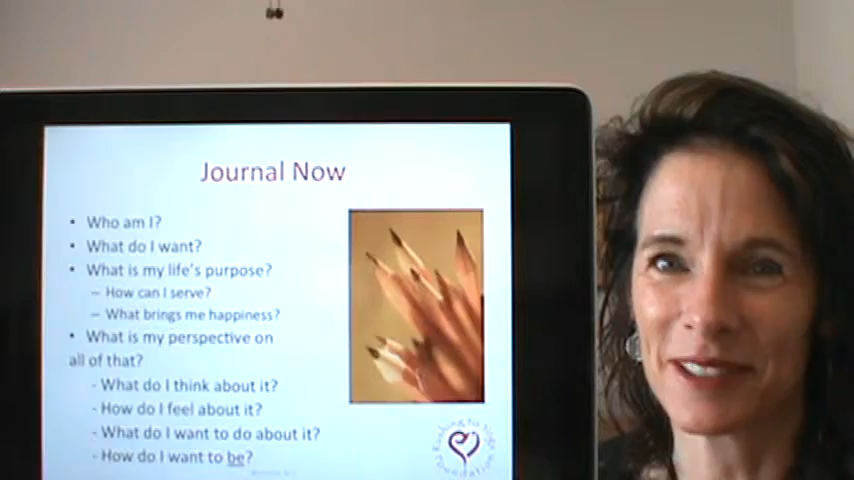 Journal Now
• Who am I?
• What do I want?
• What is my life's purpose?
– How can I serve?
– What brings me happiness?
• What is my perspective on
all of that?
- What do I think about it?
- How do I feel about it?
- What do I want to do about it?
- How do I want to be?
Foundation